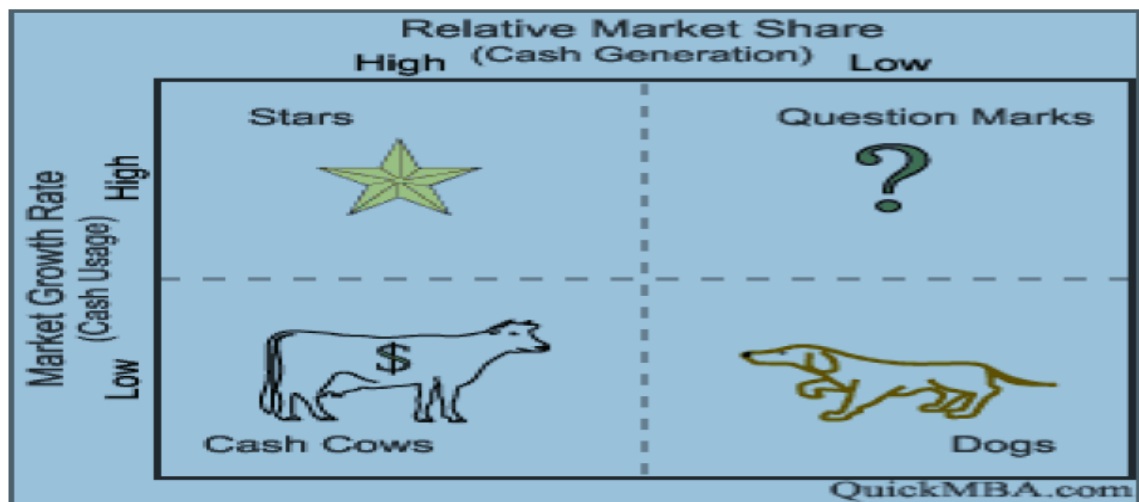 Relative Market Share
(Cash Generation)
High
Low
Market Growth Rate
(Cash Usage)
High
Low
Stars
Question Marks
$
Cash Cows
Dogs
QuickMBA.com